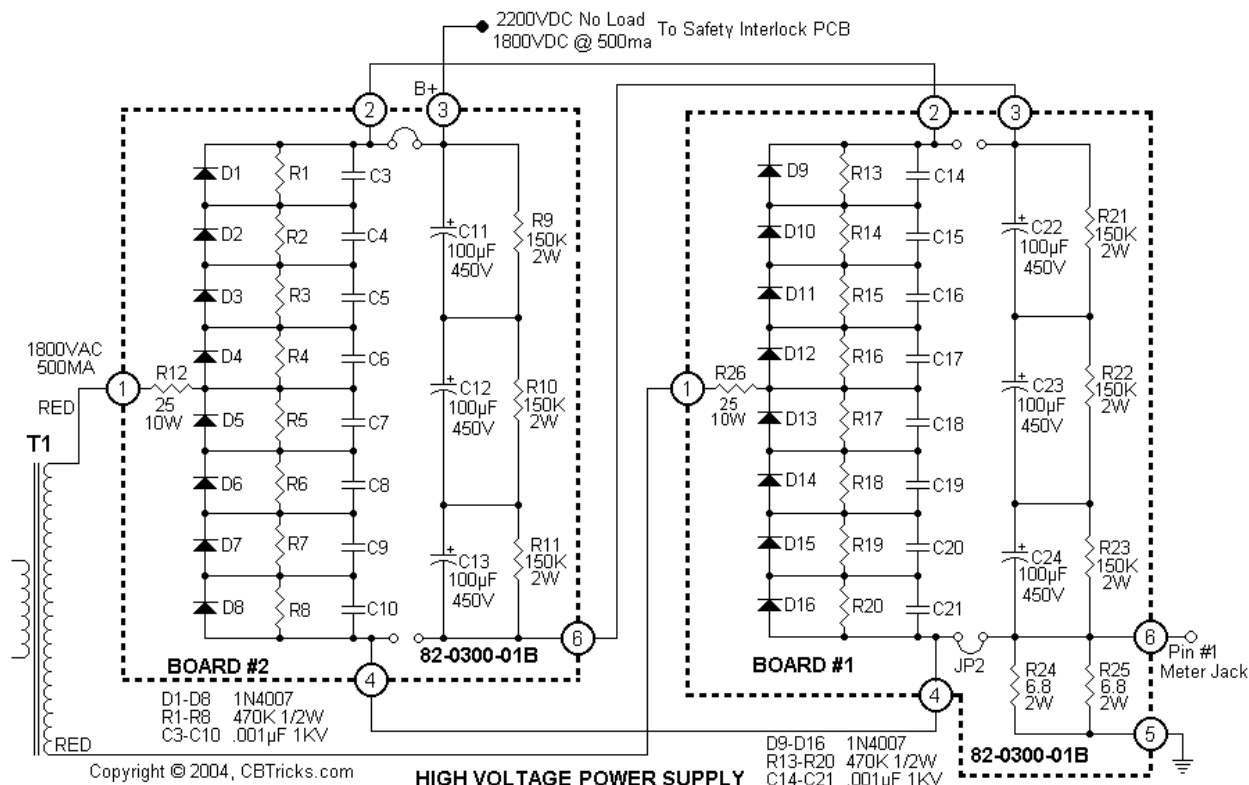 2200VDC No Load
1800VDC @ 500ma
To Safety Interlock PCB
B+
2
3
2
3
D1
R1
C3
D2
R2
C4
D3
R3
C5
D4
R4
C6
D5
R5
C7
D6
R6
C8
D7
R7
C9
D8
R8
C10
+
C11
100µF
450V
R9
150K
2W
+
C12
100µF
450V
R10
150K
2W
+
C13
100µF
450V
R11
150K
2W
1800VAC
500MA
1
R12
25
10W
RED
T1
RED
6
82-0300-01B
BOARD #2
4
D1-D8 1N4007
R1-R8 470K 1/2W
C3-C10 .001µF 1KV
D9
R13
C14
D10
R14
C15
D11
R15
C16
D12
R16
C17
D13
R17
C18
D14
R18
C19
D15
R19
C20
D16
R20
C21
1
R26
25
10W
+
C22
100µF
450V
R21
150K
2W
+
C23
100µF
450V
R22
150K
2W
+
C24
100µF
450V
R23
150K
2W
BOARD #1
JP2
4
R24
6.8
2W
R25
6.8
2W
6
Pin #1
Meter Jack
5
82-0300-01B
D9-D16 1N4007
R13-R20 470K 1/2W
C14-C21 .001µF 1KV
Copyright © 2004, CBTricks.com
HIGH VOLTAGE POWER SUPPLY